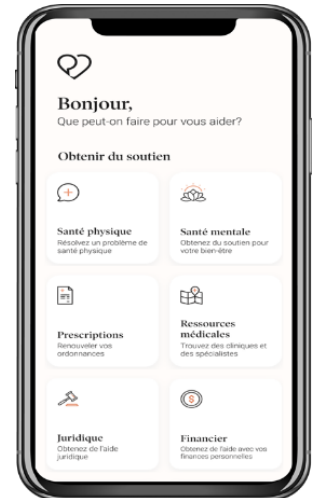 Bonjour,
Que peut-on faire pour vous aider?
Obtenir du soutien
Santé physique
Résolvez un problème de
santé physique
Santé mentale
Obtenez du soutien pour
votre bien-être
Prescriptions
Renouveler vos
ordonnances
Ressources
médicales
Trouvez des cliniques et
des spécialistes
Juridique
Obtenez de l'aide
juridique
Financier
Obtenez de l'aide avec vos
finances personnelles